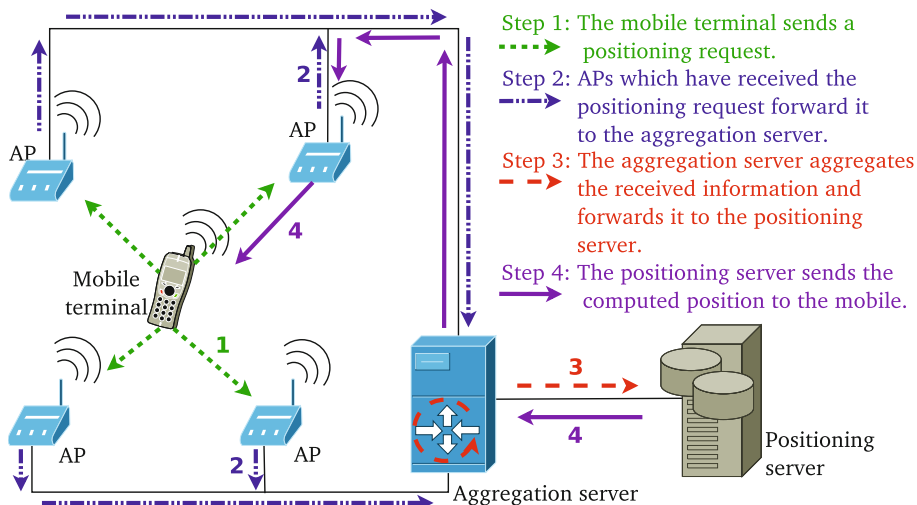 Step 1: The mobile terminal sends a
positioning request.
Step 2: APs which have received the
positioning request forward it
to the aggregation server.
Step 3: The aggregation server aggregates
the received information and
forwards it to the positioning
server.
Step 4: The positioning server sends the
computed position to the mobile.
2
AP
AP
4
Mobile
terminal
1
3
4
AP
2
AP
Positioning
server
Aggregation server